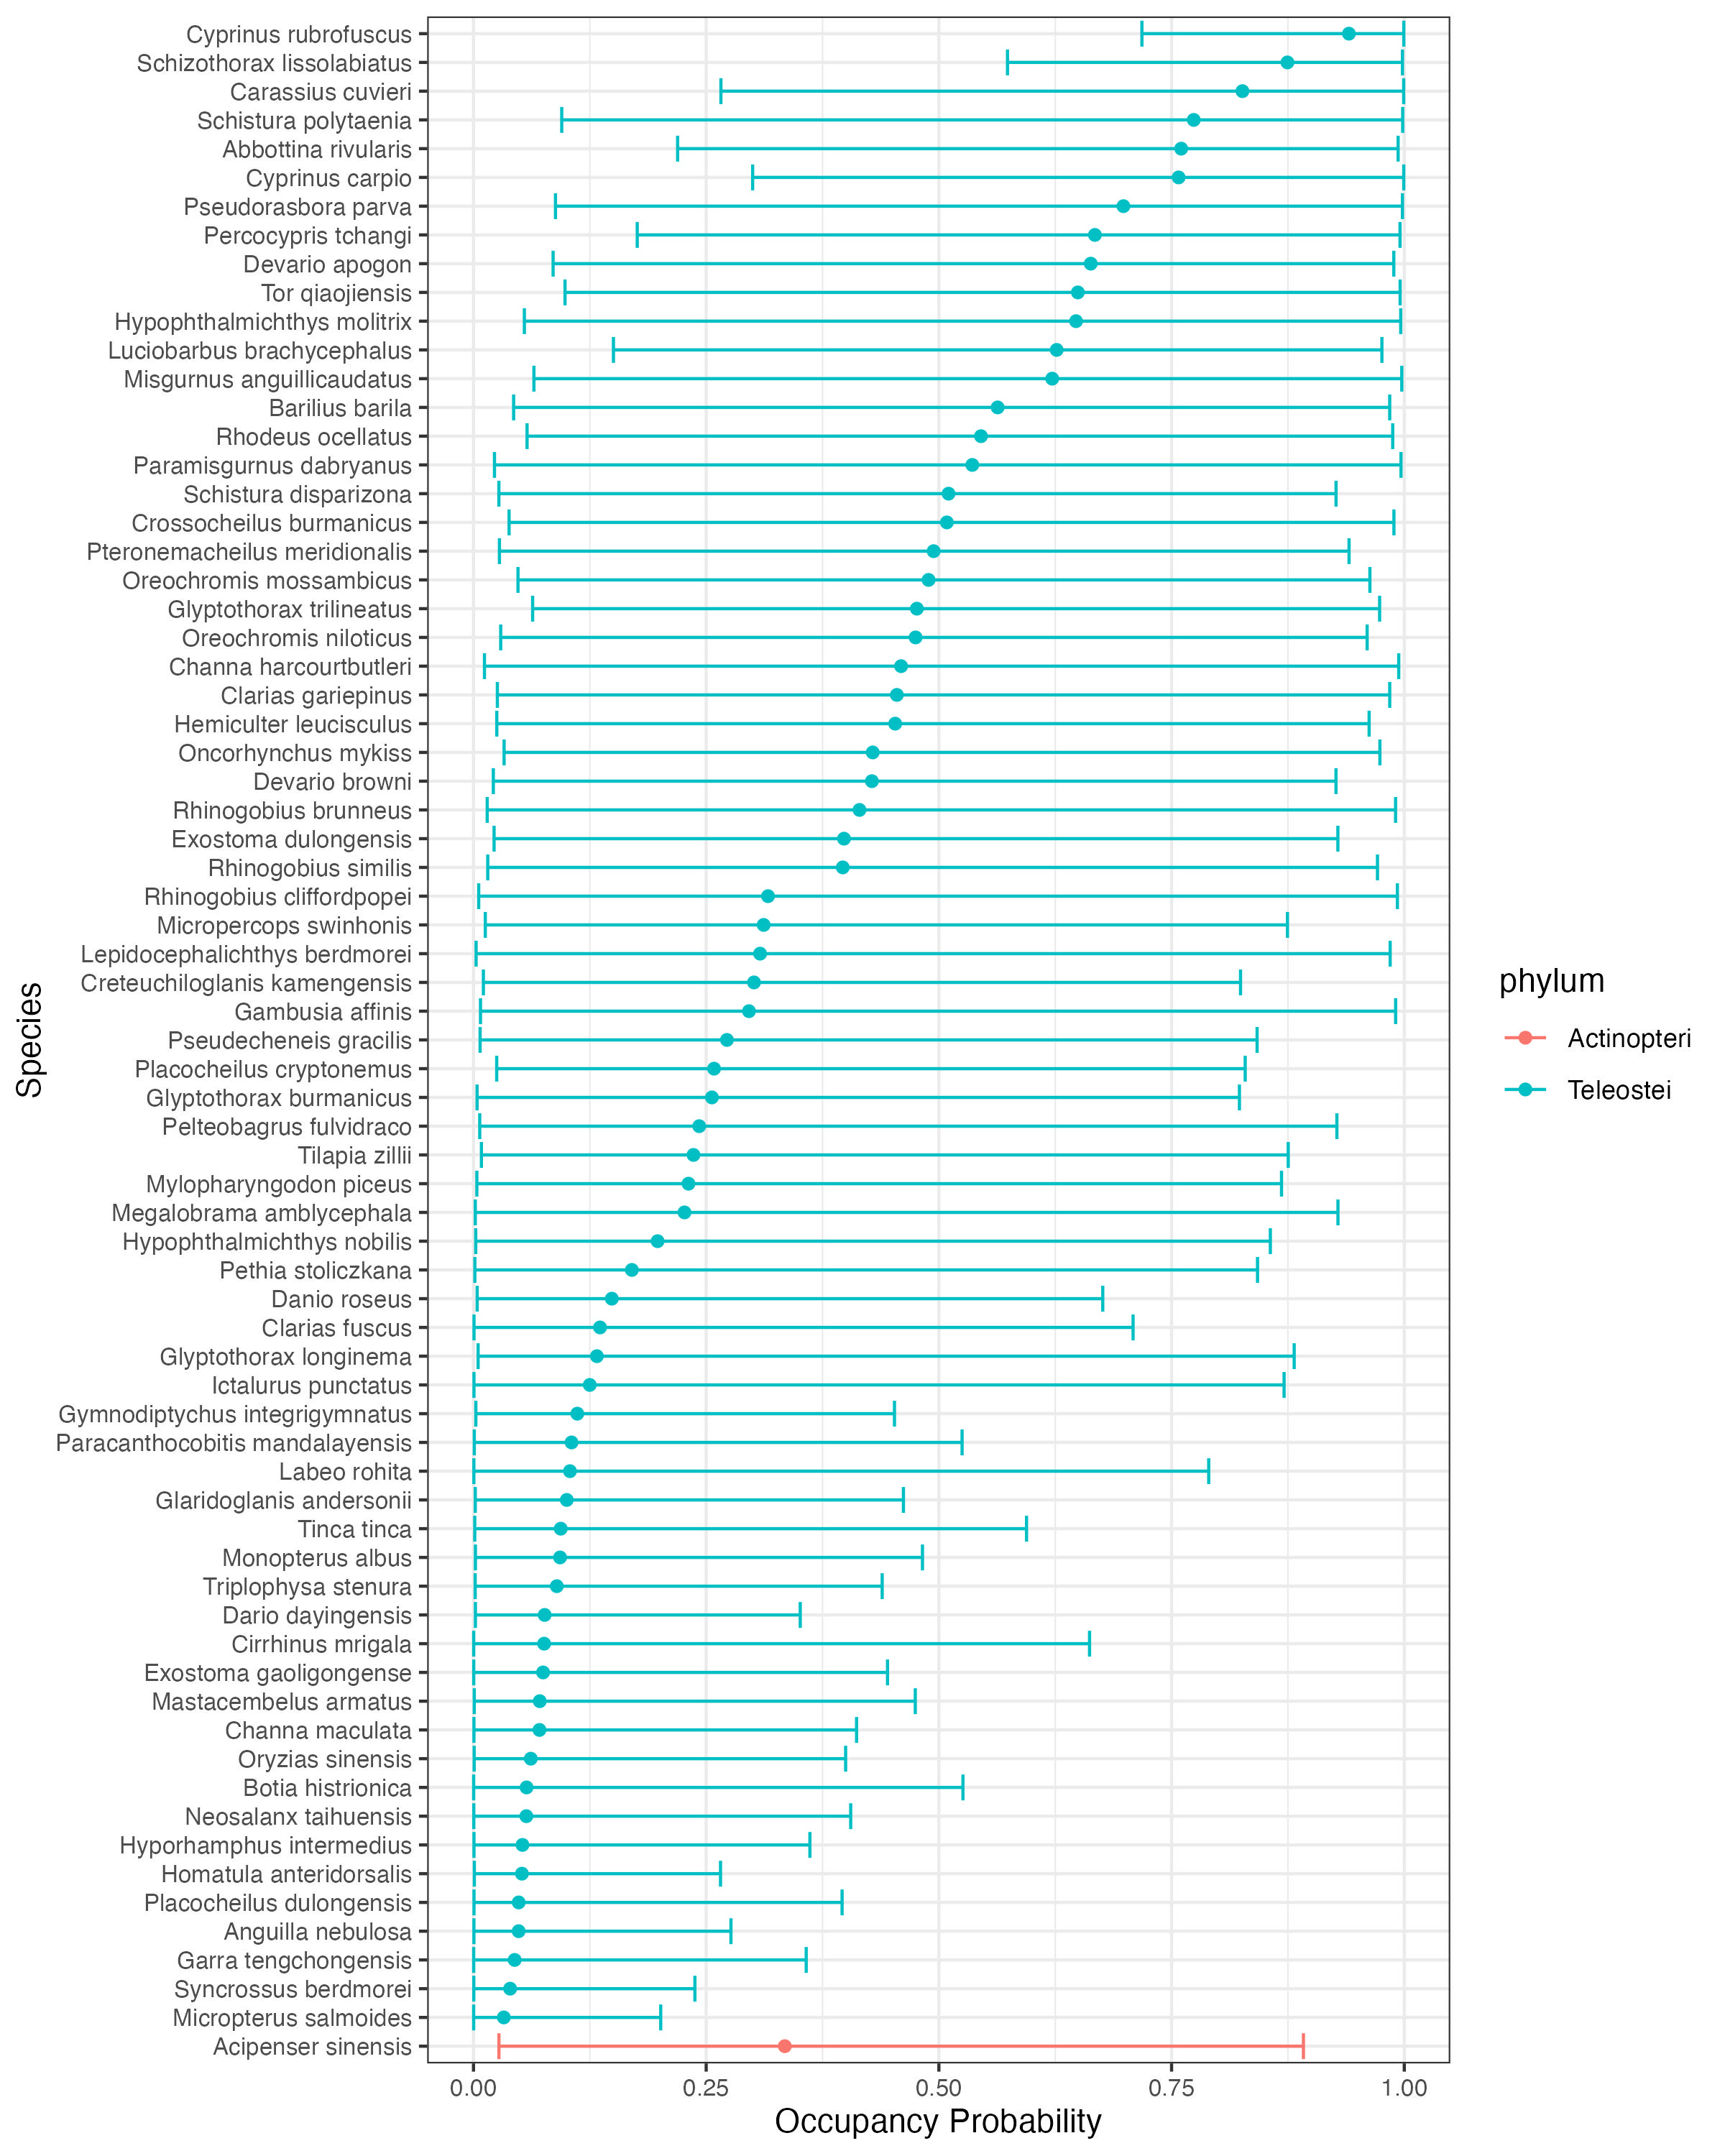 Cyprinus rubrofuscus
Schizothorax lissolabiatus
Carassius cuvieri
Schistura polytaenia
Abbottina rivularis
Cyprinus carpio
Pseudorasbora parva
Percocypris tchangi
Devario apogon
Tor qiaojiensis
Hypophthalmichthys molitrix
Luciobarbus brachycephalus
Misgurnus anguillicaudatus
Barilius barila
Rhodeus ocellatus
Paramisgurnus dabryanus
Schistura disparizona
Crossocheilus burmanicus
Pteronemacheilus meridionalis
Oreochromis mossambicus
Glyptothorax trilineatus
Oreochromis niloticus
Channa harcourtbutleri
Clarias gariepinus
Hemiculter leucisculus
Oncorhynchus mykiss
Devario browni
Rhinogobius brunneus
Exostoma dulongensis
Rhinogobius similis
Rhinogobius cliffordpopei
Micropercops swinhonis
Lepidocephalichthys berdmorei
Creteuchiloglanis kamengensis
Gambusia affinis
Pseudecheneis gracilis
Placocheilus cryptonemus
Glyptothorax burmanicus
Pelteobagrus fulvidraco
Tilapia zillii
Mylopharyngodon piceus
Megalobrama amblycephala
Hypophthalmichthys nobilis
Pethia stoliczkana
Danio roseus
Clarias fuscus
Glyptothorax longinema
Ictalurus punctatus
Gymnodiptychus integrigymnatus
Paracanthocobitis mandalayensis
Labeo rohita
Glaridoglanis andersonii
Tinca tinca
Monopterus albus
Triplophysa stenura
Dario dayingensis
Cirrhinus mrigala
Exostoma gaoligongense
Mastacembelus armatus
Channa maculata
Oryzias sinensis
Botia histrionica
Neosalanx taihuensis
Hyporhamphus intermedius
Homatula anteridorsalis
Placocheilus dulongensis
Anguilla nebulosa
Garra tengchongensis
Syncrossus berdmorei
Micropterus salmoides
Acipenser sinensis
Species
0.00 0.25 0.50 0.75 1.00
Occupancy Probability
phylum
Actinopteri
Teleostei